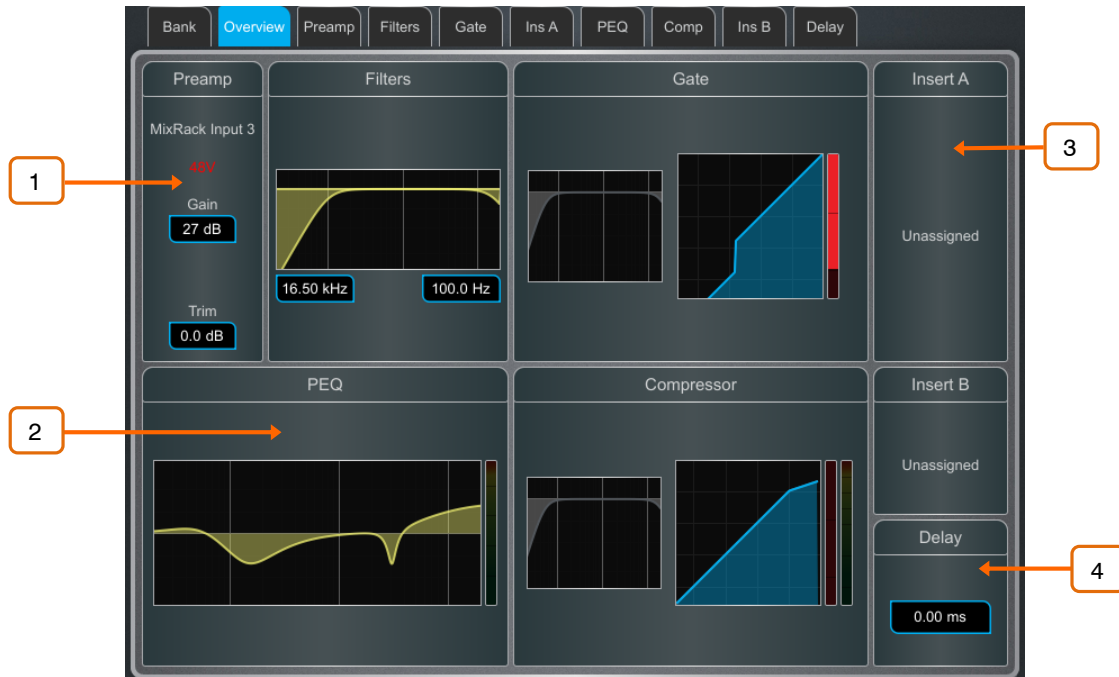 Bank Overview Preamp Filters Gate Ins A PEQ Comp Ins B Delay
Preamp
MixRack Input 3
48V
Gain
27 dB
Trim
0.0 dB
Filters
16.50 kHz 100.0 Hz
Gate
Insert A
Unassigned
PEQ
Compressor
Insert B
Unassigned
Delay
0.00 ms
1
2
3
4